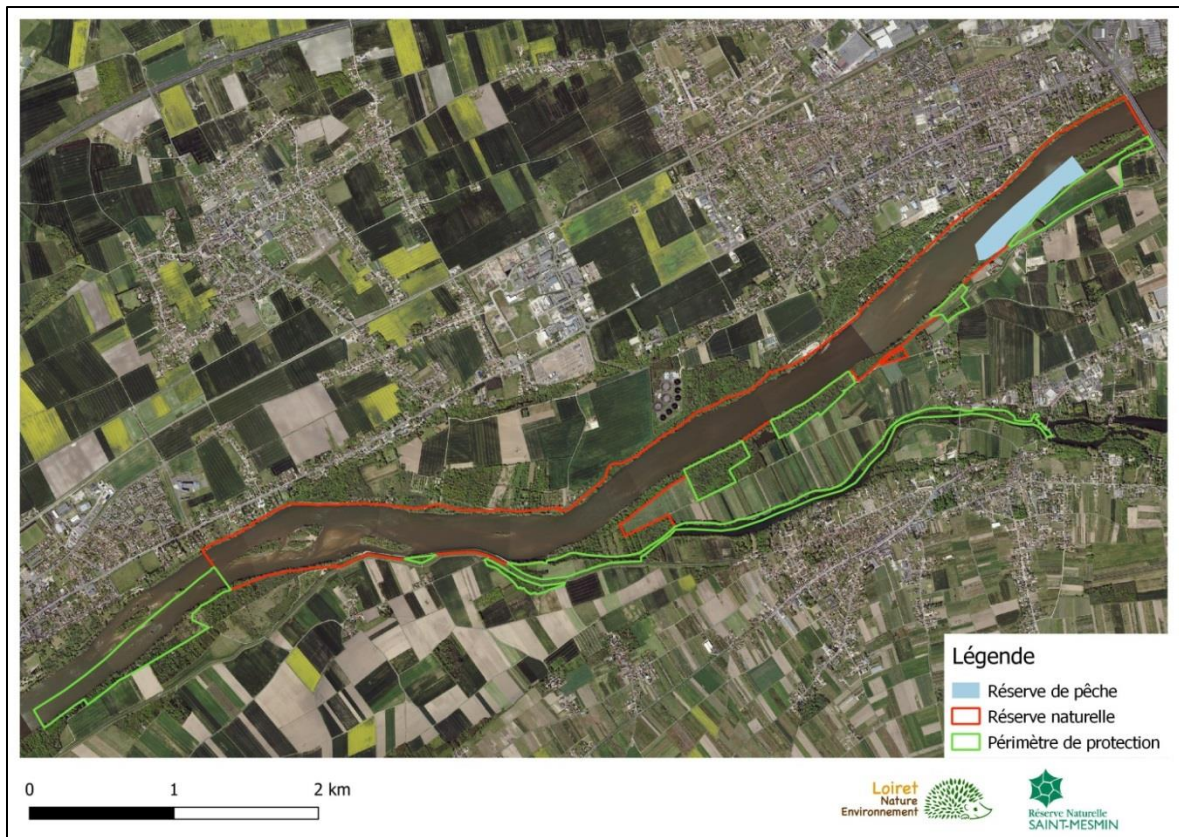 Légende
Réserve de pêche
Réserve naturelle
Périmètre de protection
0 1 2 km
Loiret
Nature
Environnement
Réserve Naturelle
SAINT-MESMIN